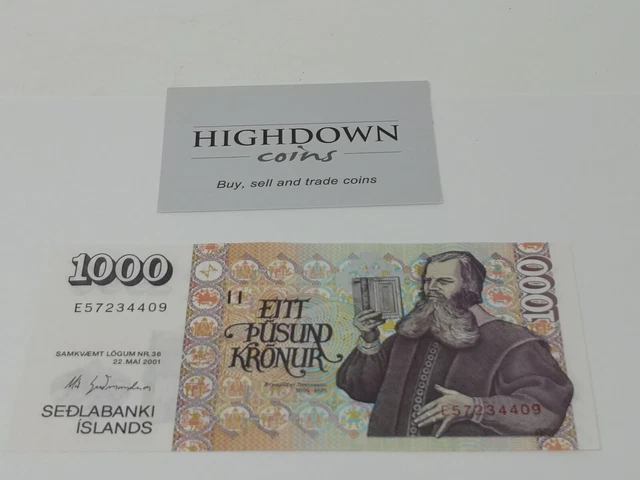 HIGHDOWN
coins
Buy, sell and trade coins
1000
E57234409
SAMKVÆMT LÖGUM NR. 36
22. MAÍ 2001
SEÐLABANKI
ÍSLANDS
EITT
ÞÚSUND
KRÓNUR
1000
E57234409